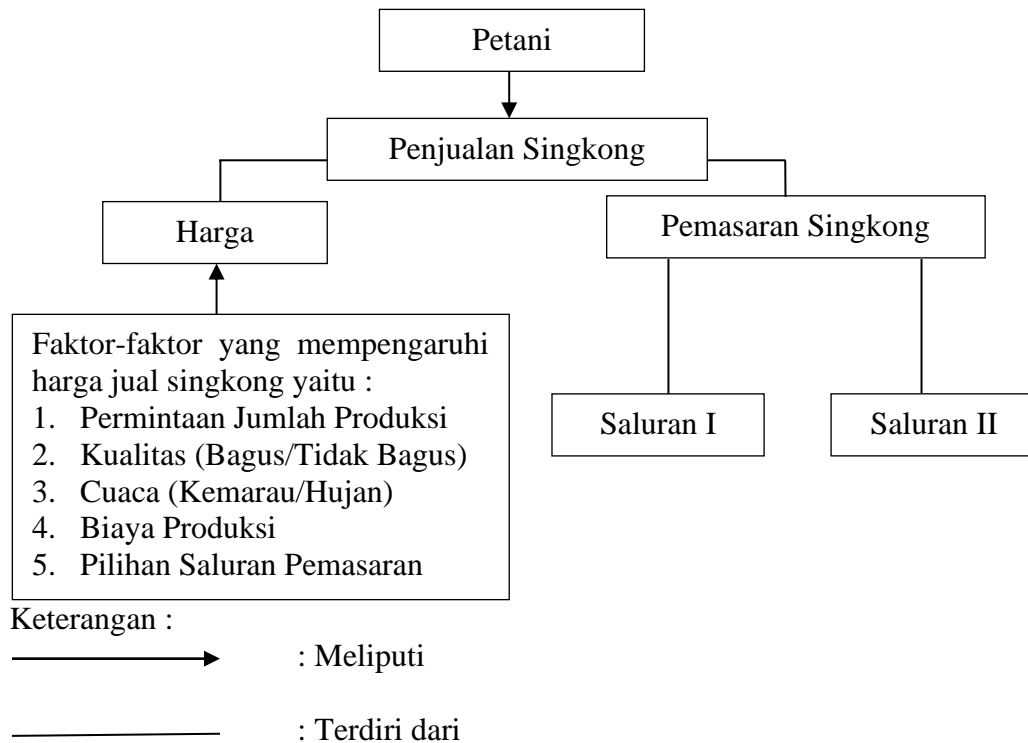 Petani
Penjualan Singkong
Harga
Pemasaran Singkong
Faktor-faktor yang mempengaruhi
harga jual singkong yaitu :
1. Permintaan Jumlah Produksi
2. Kualitas (Bagus/Tidak Bagus)
3. Cuaca (Kemarau/Hujan)
4. Biaya Produksi
5. Pilihan Saluran Pemasaran
Saluran I
Saluran II
Keterangan :
: Meliputi
: Terdiri dari